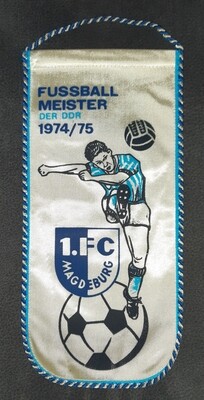 FUSSBALL
MEISTER
DER DDR
1974/75
1.FC
MAGDEBURG